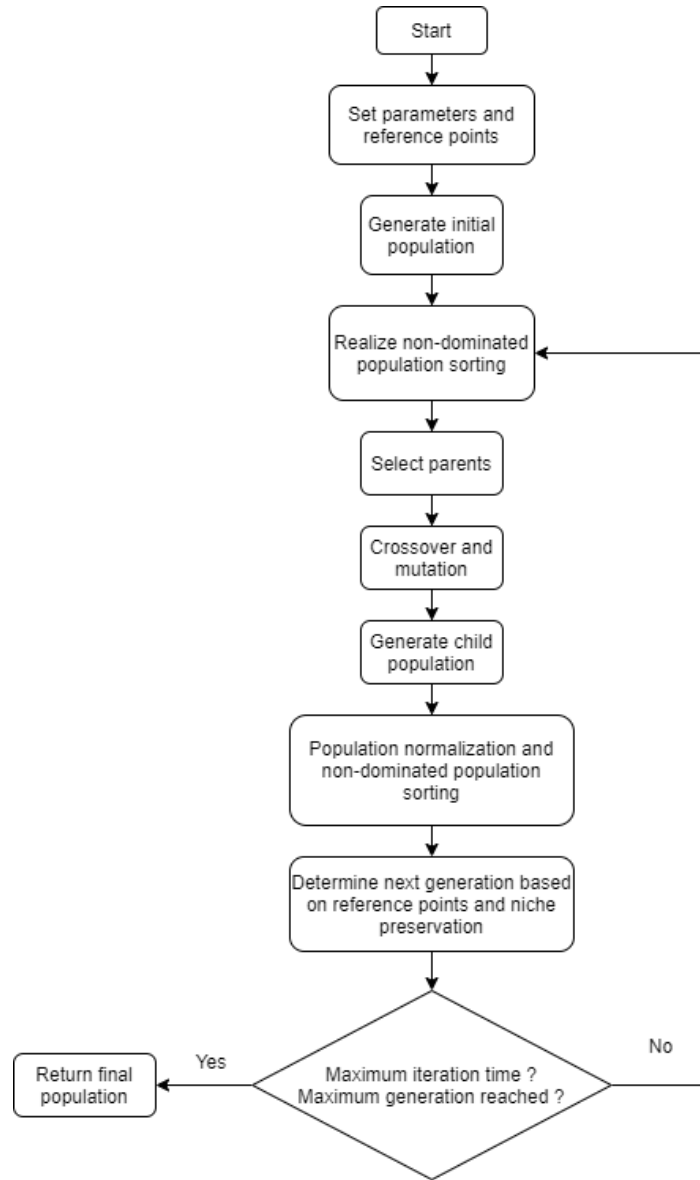 Start
Set parameters and
reference points
Generate initial
population
Realize non-dominated
population sorting
Select parents
Crossover and
mutation
Generate child
population
Population normalization and
non-dominated population
sorting
Determine next generation based
on reference points and niche
preservation
Maximum iteration time ?
Maximum generation reached ?
Yes
No
Return final
population